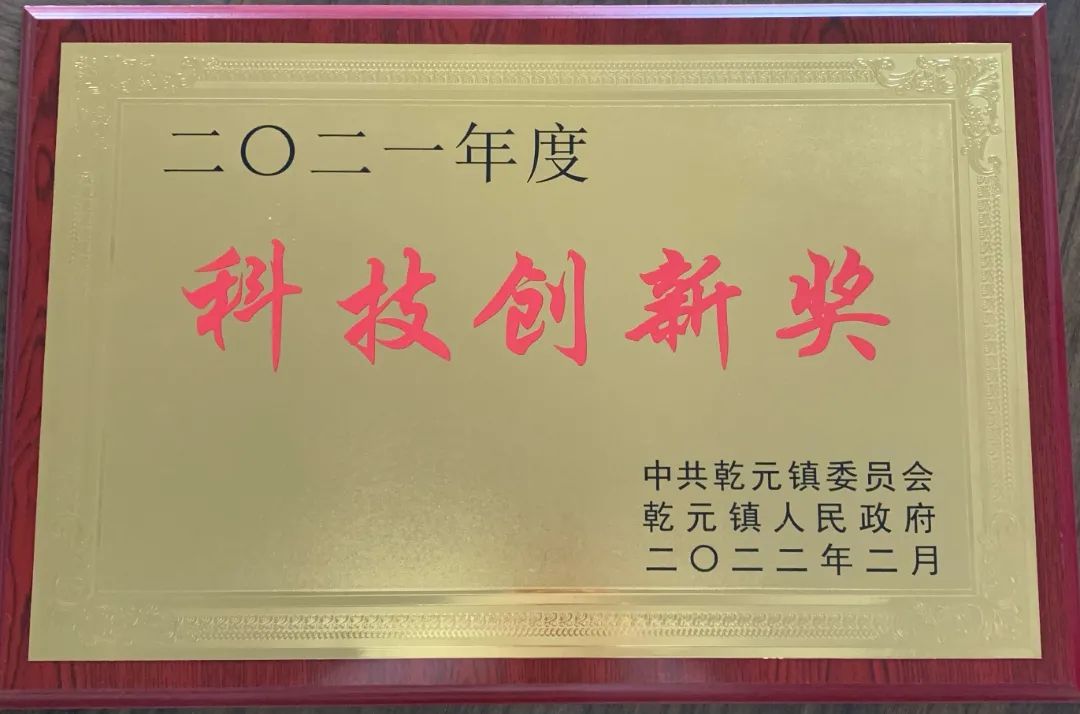 二〇二一年度
科技创新奖
中共乾元镇委员会
乾元镇人民政府
二〇二二年二月